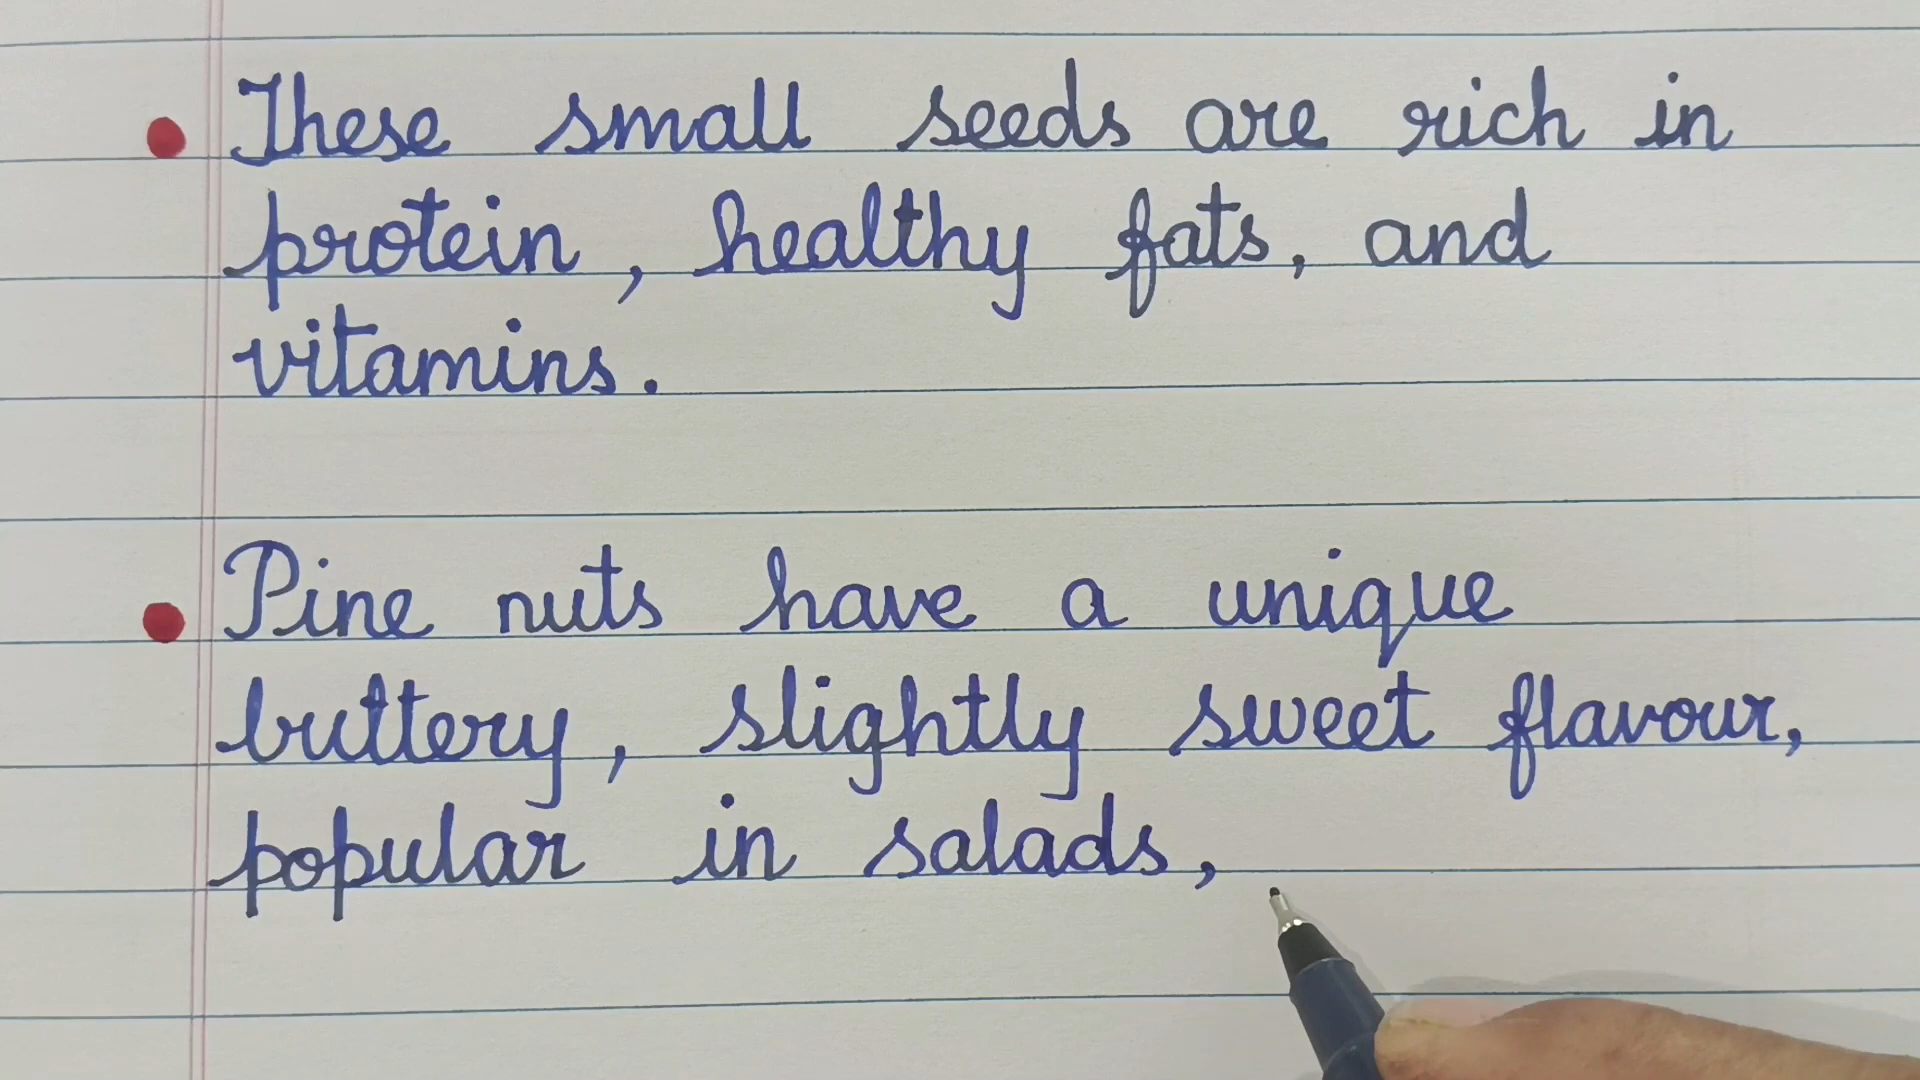 These small seeds are rich in
protein, healthy fats, and
vitamins.
Pine nuts have a unique
buttery, slightly sweet flavour,
popular in salads,